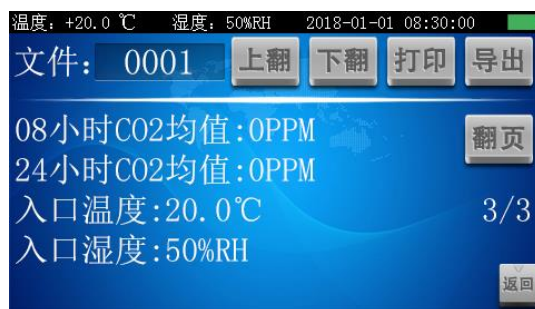 温度：+20.0 ℃ 湿度：50%RH 2018-01-01 08:30:00
文件： 0001 上翻 下翻 打印 导出
08小时CO2均值:0PPM 翻页
24小时CO2均值:0PPM
入口温度:20.0℃ 3/3
入口湿度:50%RH
返回